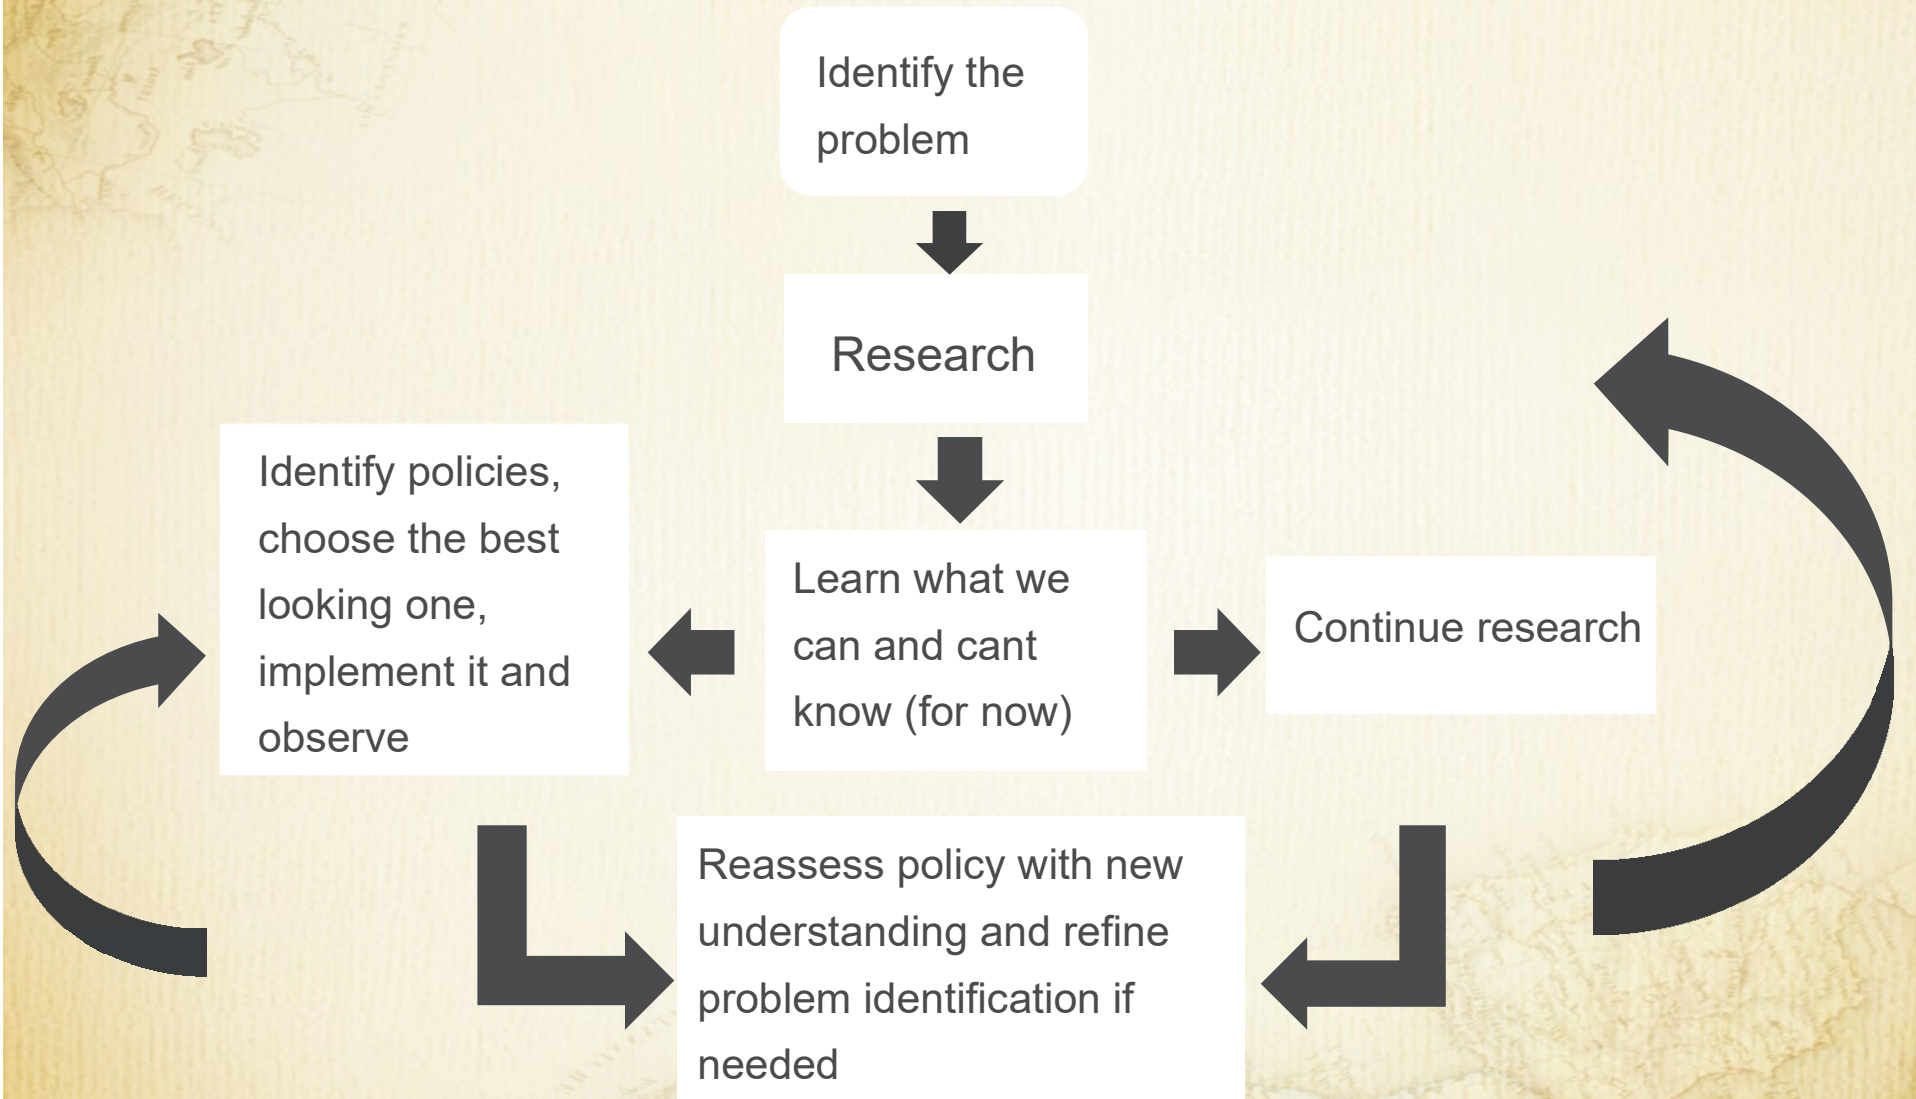 Identify the
problem
Research
Identify policies,
choose the best
looking one,
implement it and
observe
Learn what we
can and cant
know (for now)
Continue research
Reassess policy with new
understanding and refine
problem identification if
needed